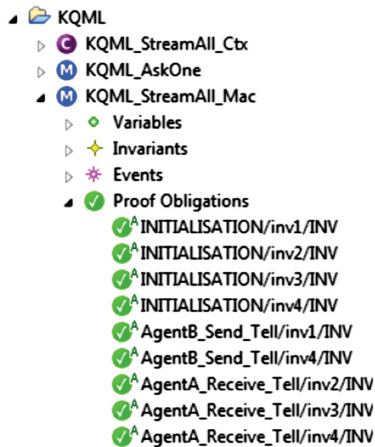 KQML
C KQML_StreamAll_Ctx
M KQML_AskOne
M KQML_StreamAll_Mac
Variables
Invariants
Events
Proof Obligations
A INITIALISATION/inv1/INV
A INITIALISATION/inv2/INV
A INITIALISATION/inv3/INV
A INITIALISATION/inv4/INV
A AgentB_Send_Tell/inv1/INV
A AgentB_Send_Tell/inv4/INV
A AgentA_Receive_Tell/inv2/INV
A AgentA_Receive_Tell/inv3/INV
A AgentA_Receive_Tell/inv4/INV